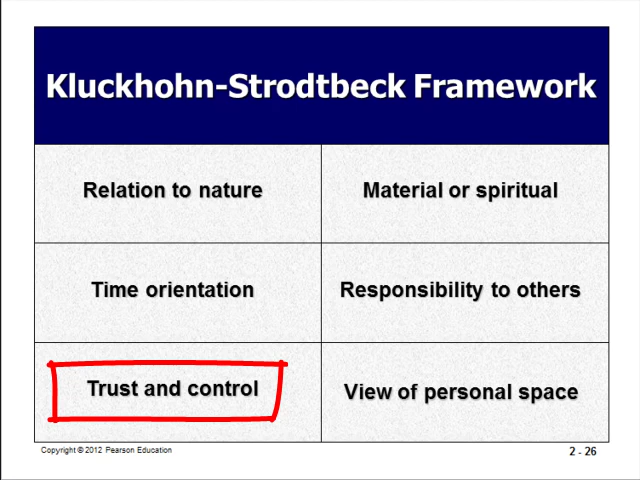 Kluckhohn-Strodtbeck Framework
Relation to nature
Material or spiritual
Time orientation
Responsibility to others
Trust and control
View of personal space
Copyright © 2012 Pearson Education
2 - 26